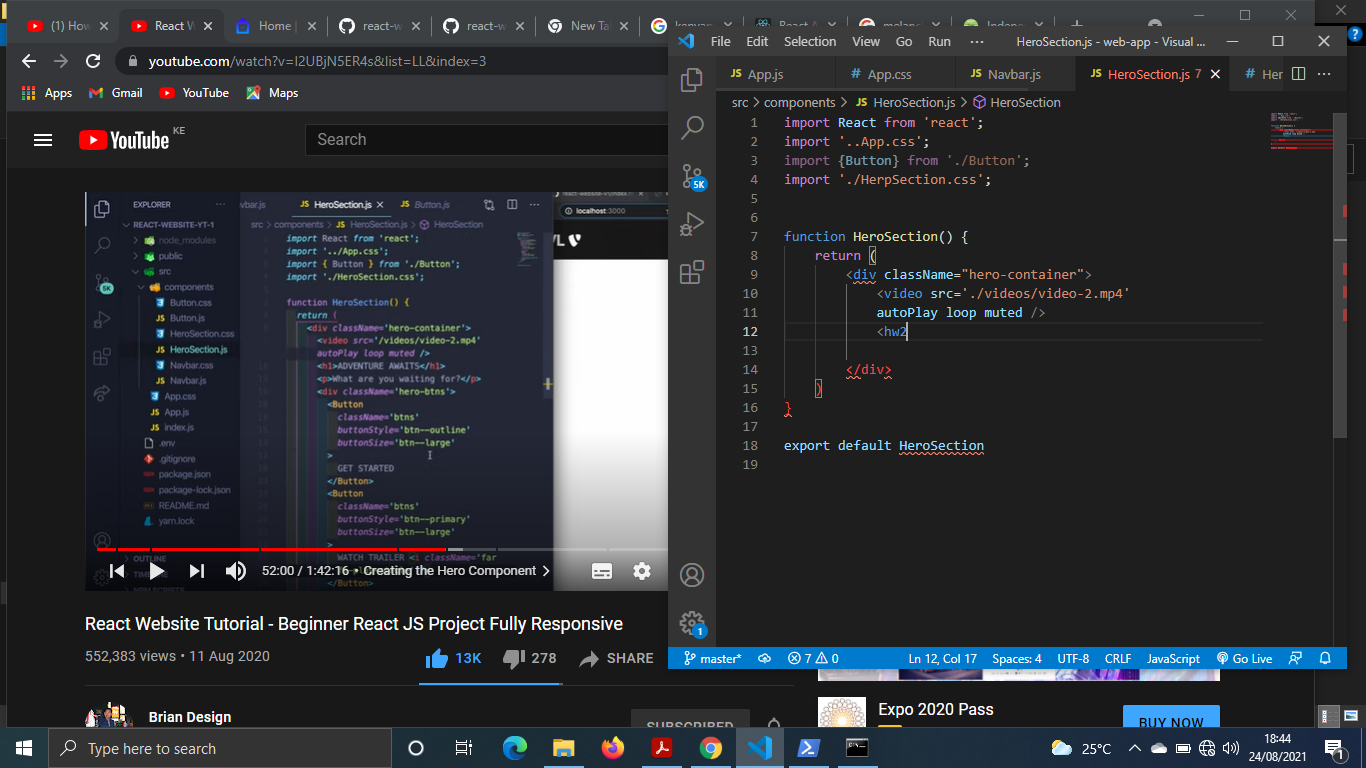 (1) How
React W
Home |
react-w
react-w
New Ta
React A
youtube.com/watch?v=I2UBjN5ER4s&list=LL&index=3
Apps
Gmail
YouTube
Maps
YouTube
KE
Search
EXPLORER
vbar.js
HeroSection.js
Button.js
localhost:3000
REACT-WEBSITE-YT-1
src > components > HeroSection.js > HeroSection
node_modules
public
src
components
Button.css
Button.js
HeroSection.css
HeroSection.js
Navbar.css
Navbar.js
App.css
App.js
index.js
.env
.gitignore
package.json
package-lock.json
README.md
yarn.lock
OUTLINE
import React from 'react';
import '../App.css';
import { Button } from './Button';
import './HeroSection.css';
function HeroSection() {
return (
<div className='hero-container'>
<video src='/videos/video-2.mp4'
autoPlay loop muted />
<h1>ADVENTURE AWAITS</h1>
<p>What are you waiting for?</p>
<div className='hero-btns'>
<Button
className='btns'
buttonStyle='btn--outline'
buttonSize='btn--large'
>
GET STARTED
</Button>
<Button
className='btns'
buttonStyle='btn--primary'
buttonSize='btn--large'
>
WATCH TRAILER <i className='far
</Button>
52:00 / 1:42:16 • Creating the Hero Component >
React Website Tutorial - Beginner React JS Project Fully Responsive
552,383 views • 11 Aug 2020
13K
278
SHARE
Brian Design
SUBSCRIBED
File
Edit
Selection
View
Go
Run
···
HeroSection.js - web-app - Visual ...
JS App.js
# App.css
JS Navbar.js
JS HeroSection.js 7
# Her
src > components > JS HeroSection.js > HeroSection
5K
1 import React from 'react';
2 import '..App.css';
3 import {Button} from './Button';
4 import './HerpSection.css';
5
6
7 function HeroSection() {
8 return (
9 <div className="hero-container">
10 <video src='./videos/video-2.mp4'
11 autoPlay loop muted />
12 <hw2
13
14 </div>
15 )
16 }
17
18 export default HeroSection
19
1
master*
7
0
Ln 12, Col 17
Spaces: 4
UTF-8
CRLF
JavaScript
Go Live
Expo 2020 Pass
BUY NOW
Type here to search
25°C
18:44
24/08/2021
1